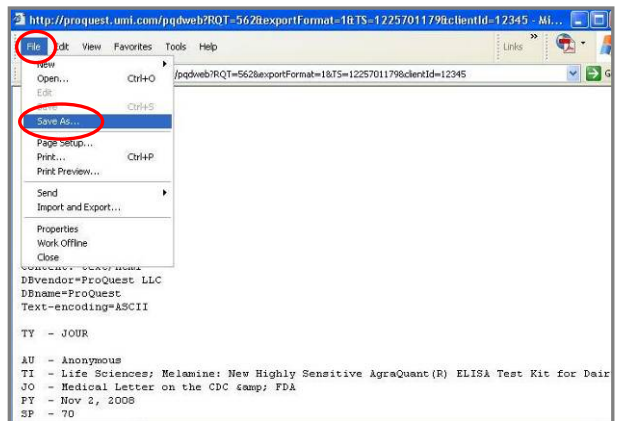 http://proquest.umi.com/pqdweb?RQT=562&exportFormat=1&TS=1225701179&clientId=12345 - Mi...
File Edit View Favorites Tools Help Links »
/pqdweb?RQT=562&exportFormat=1&TS=1225701179&clientId=12345 G
New
Open... Ctrl+O
Edit
Save Ctrl+S
Save As...
Page Setup...
Print... Ctrl+P
Print Preview...
Send
Import and Export...
Properties
Work Offline
Close
Content: text/html
DBvendor=ProQuest LLC
DBname=ProQuest
Text-encoding=ASCII
TY - JOUR
AU - Anonymous
TI - Life Sciences; Melamine: New Highly Sensitive AgraQuant(R) ELISA Test Kit for Dair
JO - Medical Letter on the CDC &amp; FDA
PY - Nov 2, 2008
SP - 70